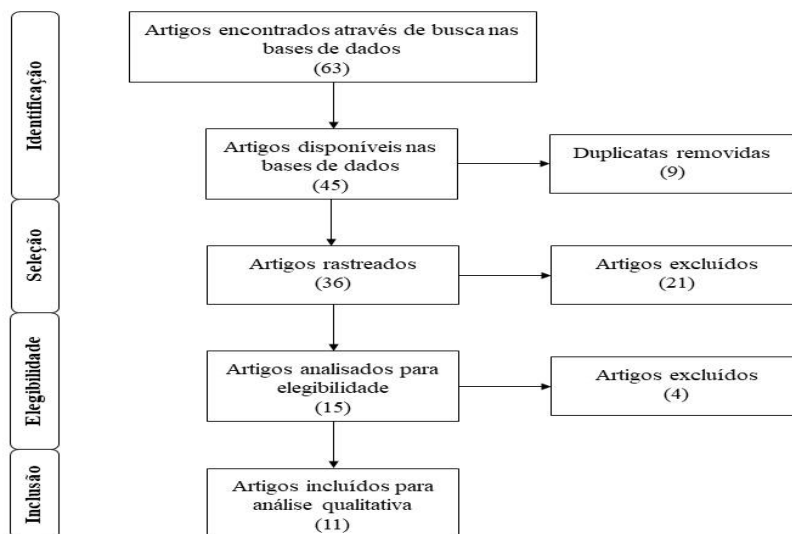 Identificação
Artigos encontrados através de busca nas
bases de dados
(63)
Artigos disponíveis nas
bases de dados
(45)
Duplicatas removidas
(9)
Seleção
Artigos rastreados
(36)
Artigos excluídos
(21)
Elegibilidade
Artigos analisados para
elegibilidade
(15)
Artigos excluídos
(4)
Inclusão
Artigos incluídos para
análise qualitativa
(11)